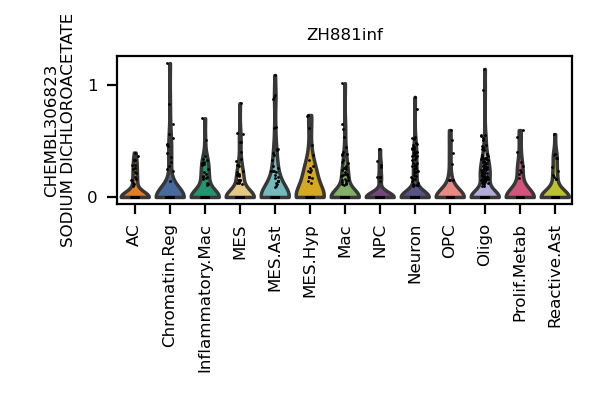 ZH881inf
CHEMBL306823
SODIUM DICHLOROACETATE
1
0
AC
Chromatin.Reg
Inflammatory.Mac
MES
MES.Ast
MES.Hyp
Mac
NPC
Neuron
OPC
Oligo
Prolif.Metab
Reactive.Ast